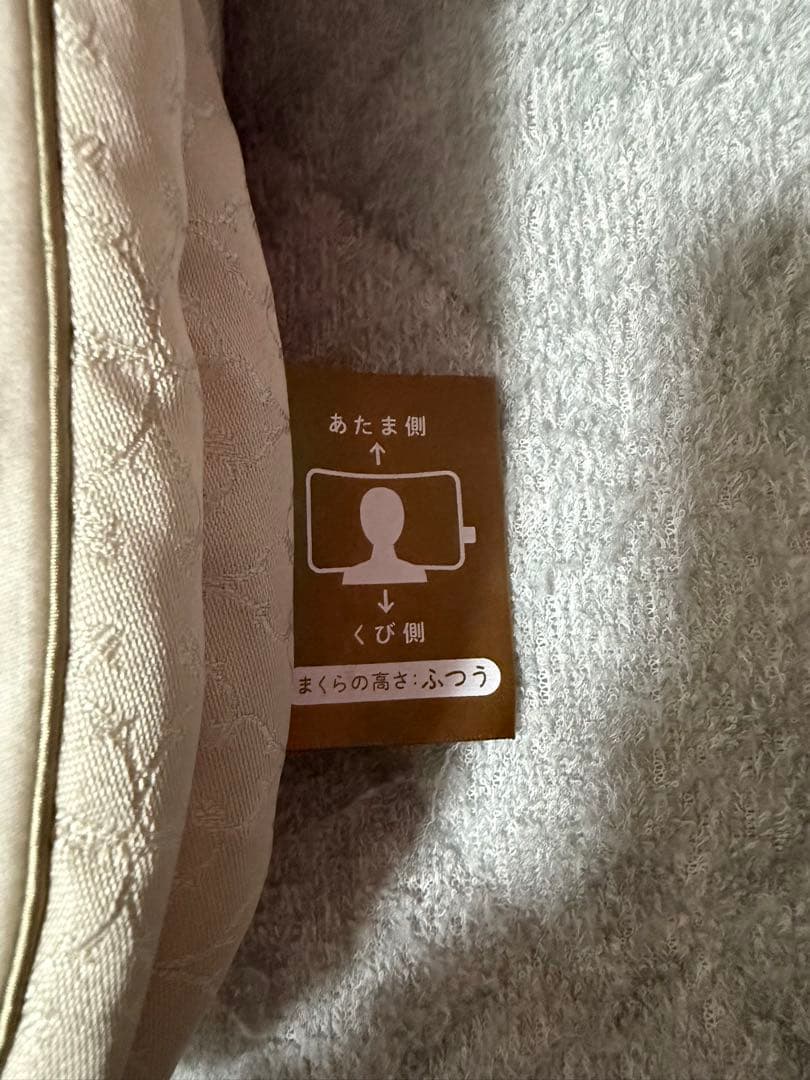 あたま側
↑
↓
くび側
まくらの高さ:ふつう